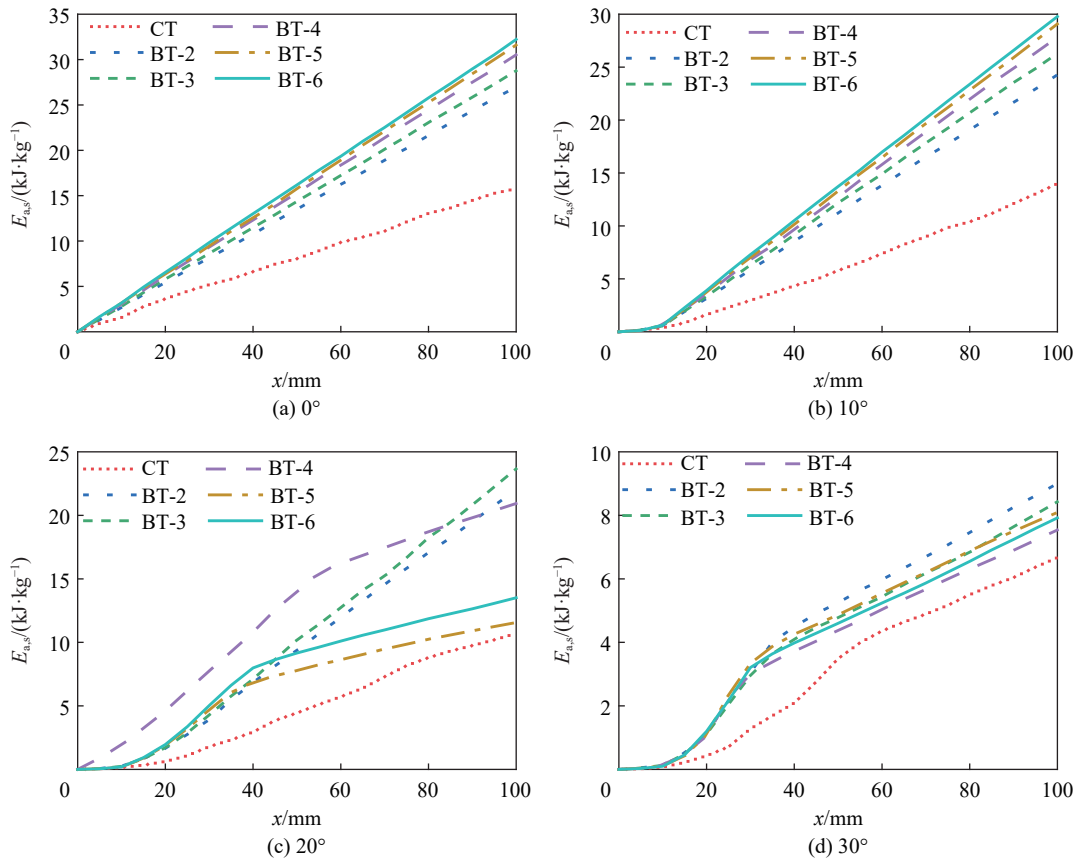 35
30
25
20
15
10
5
0
20
40
60
80
100
CT
BT-2
BT-3
BT-4
BT-5
BT-6
E_{a,s}/(kJ·kg⁻¹)
x/mm
(a) 0°
30
25
20
15
10
5
0
20
40
60
80
100
CT
BT-2
BT-3
BT-4
BT-5
BT-6
E_{a,s}/(kJ·kg⁻¹)
x/mm
(b) 10°
25
20
15
10
5
0
20
40
60
80
100
CT
BT-2
BT-3
BT-4
BT-5
BT-6
E_{a,s}/(kJ·kg⁻¹)
x/mm
(c) 20°
10
8
6
4
2
0
20
40
60
80
100
CT
BT-2
BT-3
BT-4
BT-5
BT-6
E_{a,s}/(kJ·kg⁻¹)
x/mm
(d) 30°